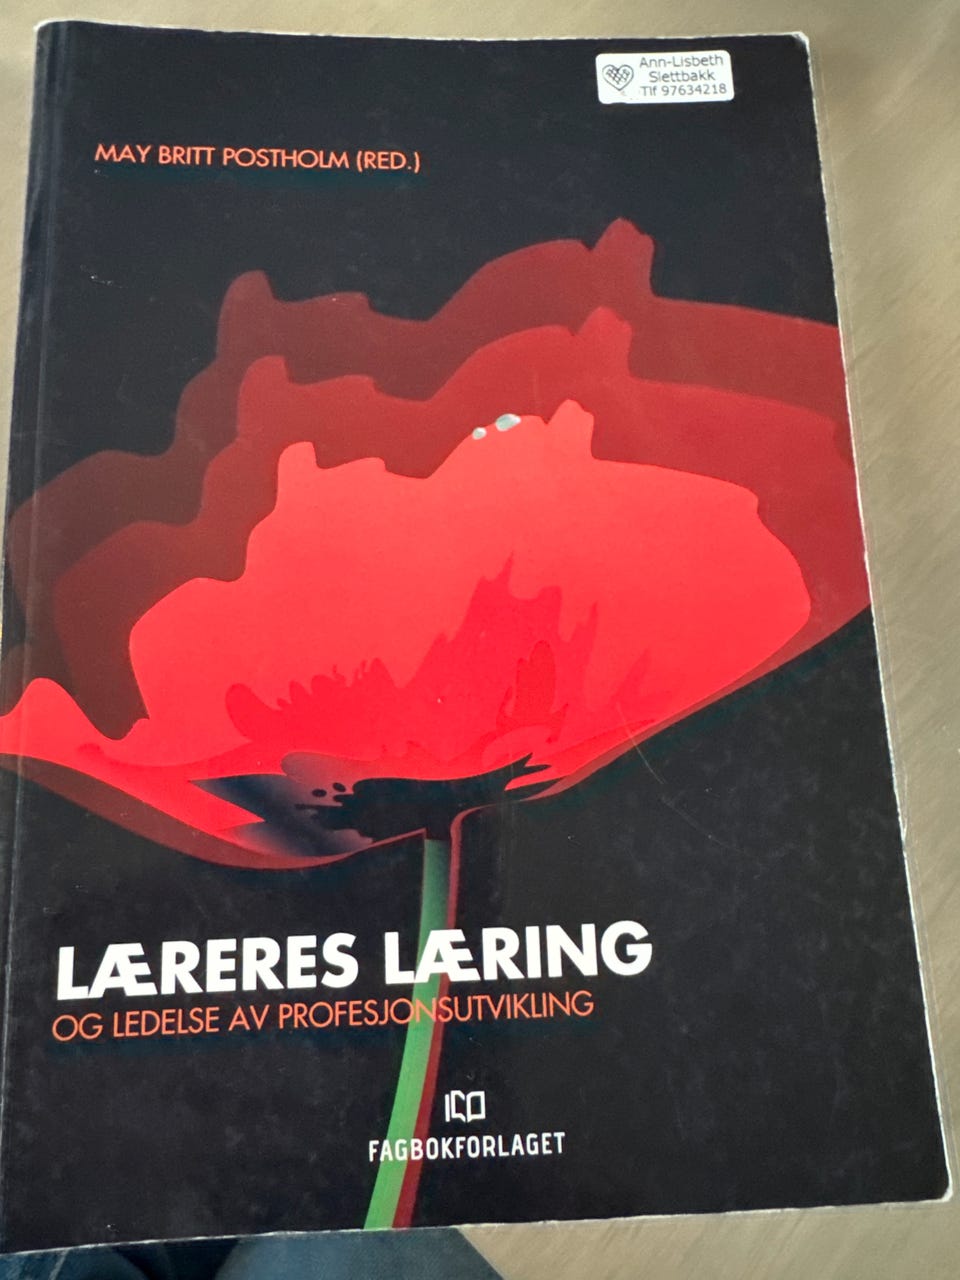 Ann-Lisbeth
Slettbakk
Tlf 97634218
MAY BRITT POSTHOLM (RED.)
LÆRERES LÆRING
OG LEDELSE AV PROFESJONSUTVIKLING
FAGBOKFORLAGET